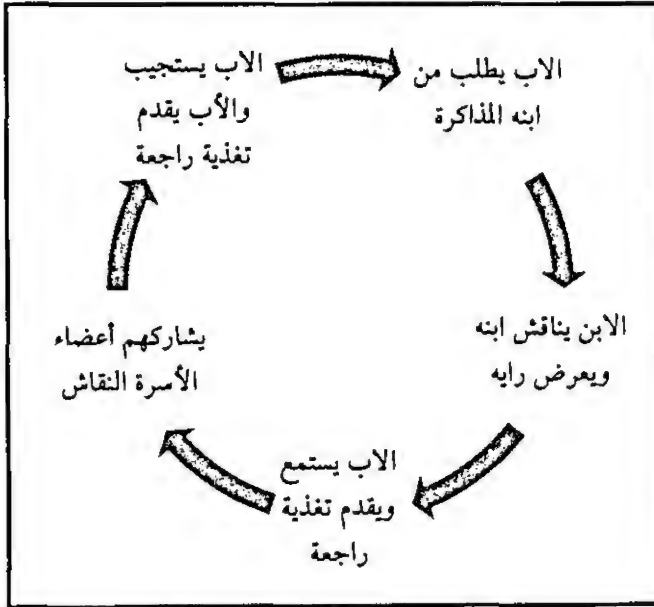 الاب يطلب من
ابنه المذاكرة
الابن يناقش ابنه
ويعرض رايه
الاب يستمع
ويقدم تغذية
راجعة
يشاركهم أعضاء
الأسرة النقاش
الاب يستجيب
والأب يقدم
تغذية راجعة